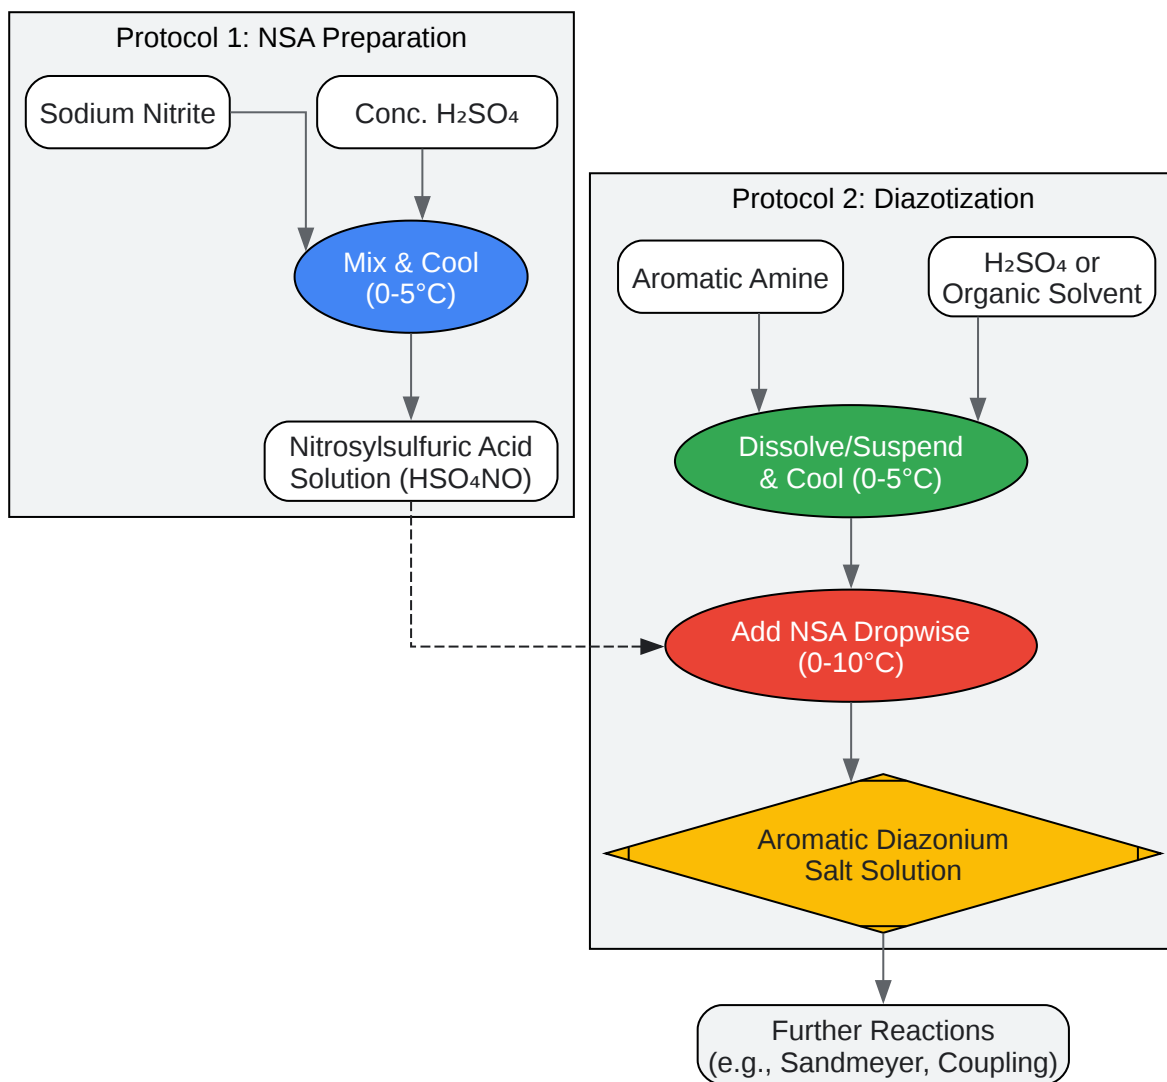 Protocol 1: NSA Preparation
Sodium Nitrite
Conc. H₂SO₄
Mix & Cool
(0-5°C)
Nitrosylsulfuric Acid
Solution (HSO₄NO)
Protocol 2: Diazotization
Aromatic Amine
H₂SO₄ or
Organic Solvent
Dissolve/Suspend
& Cool (0-5°C)
Add NSA Dropwise
(0-10°C)
Aromatic Diazonium
Salt Solution
Further Reactions
(e.g., Sandmeyer, Coupling)